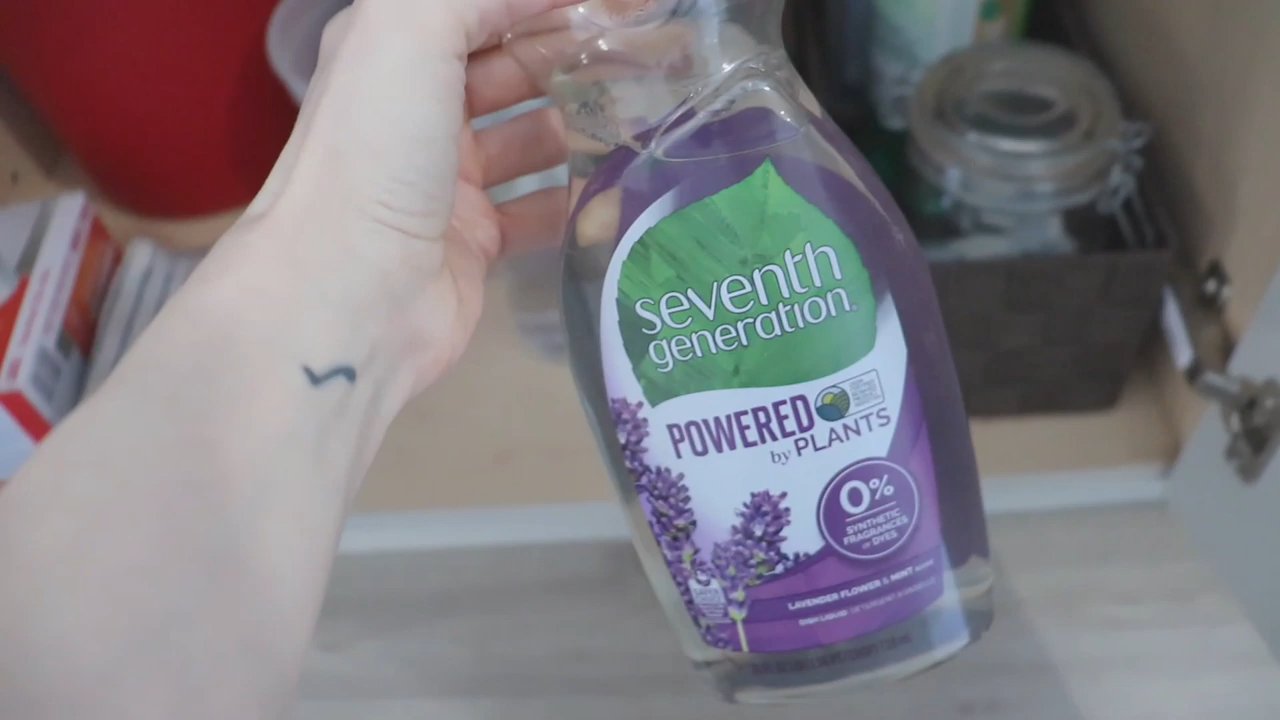 seventh
generation.
POWERED
by PLANTS
0%
SYNTHETIC
FRAGRANCES
or DYES
LAVENDER FLOWER & MINT
DISH LIQUID